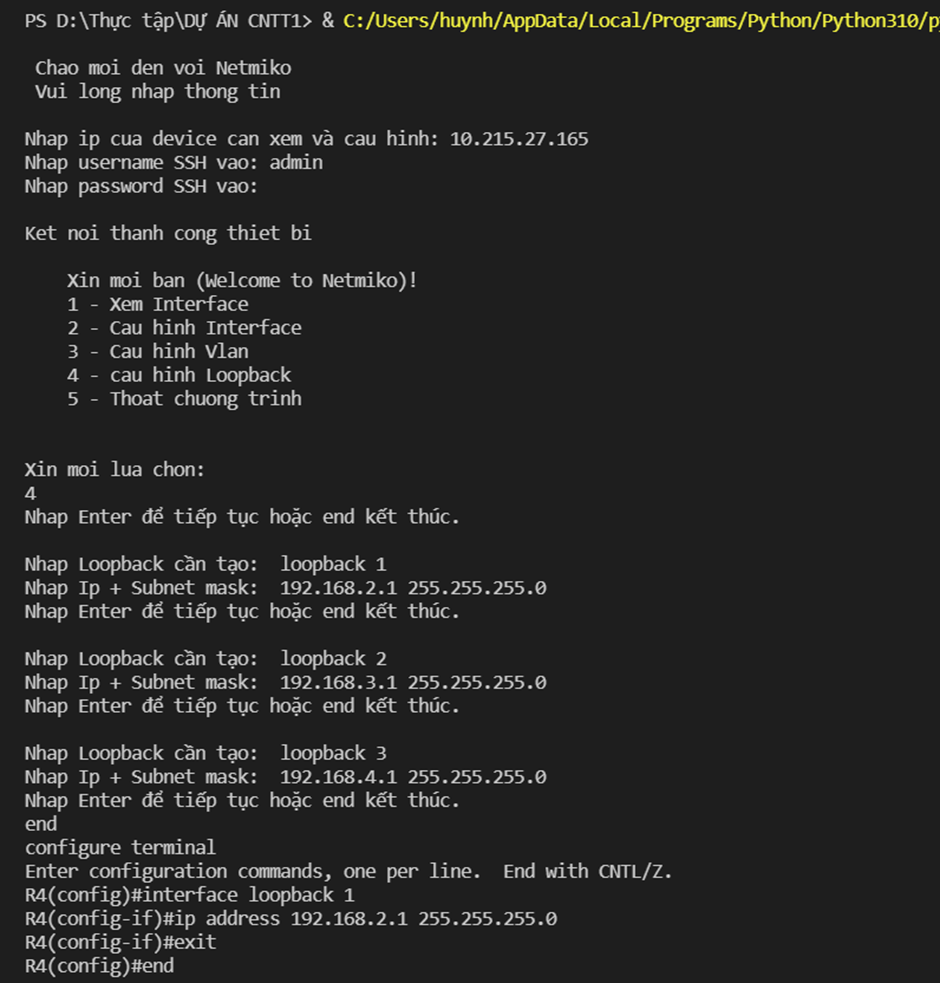 PS D:\Thực tập\DỰ ÁN CNTT1> & C:/Users/huynh/AppData/Local/Programs/Python/Python310/p
Chao moi den voi Netmiko
Vui long nhap thong tin
Nhap ip cua device can xem và cau hinh: 10.215.27.165
Nhap username SSH vao: admin
Nhap password SSH vao:
Ket noi thanh cong thiet bi
Xin moi ban (Welcome to Netmiko)!
1 - Xem Interface
2 - Cau hinh Interface
3 - Cau hinh Vlan
4 - cau hinh Loopback
5 - Thoat chuong trinh
Xin moi lua chon:
4
Nhap Enter để tiếp tục hoặc end kết thúc.
Nhap Loopback cần tạo:  loopback 1
Nhap Ip + Subnet mask:  192.168.2.1 255.255.255.0
Nhap Enter để tiếp tục hoặc end kết thúc.
Nhap Loopback cần tạo:  loopback 2
Nhap Ip + Subnet mask:  192.168.3.1 255.255.255.0
Nhap Enter để tiếp tục hoặc end kết thúc.
Nhap Loopback cần tạo:  loopback 3
Nhap Ip + Subnet mask:  192.168.4.1 255.255.255.0
Nhap Enter để tiếp tục hoặc end kết thúc.
end
configure terminal
Enter configuration commands, one per line.  End with CNTL/Z.
R4(config)#interface loopback 1
R4(config-if)#ip address 192.168.2.1 255.255.255.0
R4(config-if)#exit
R4(config)#end